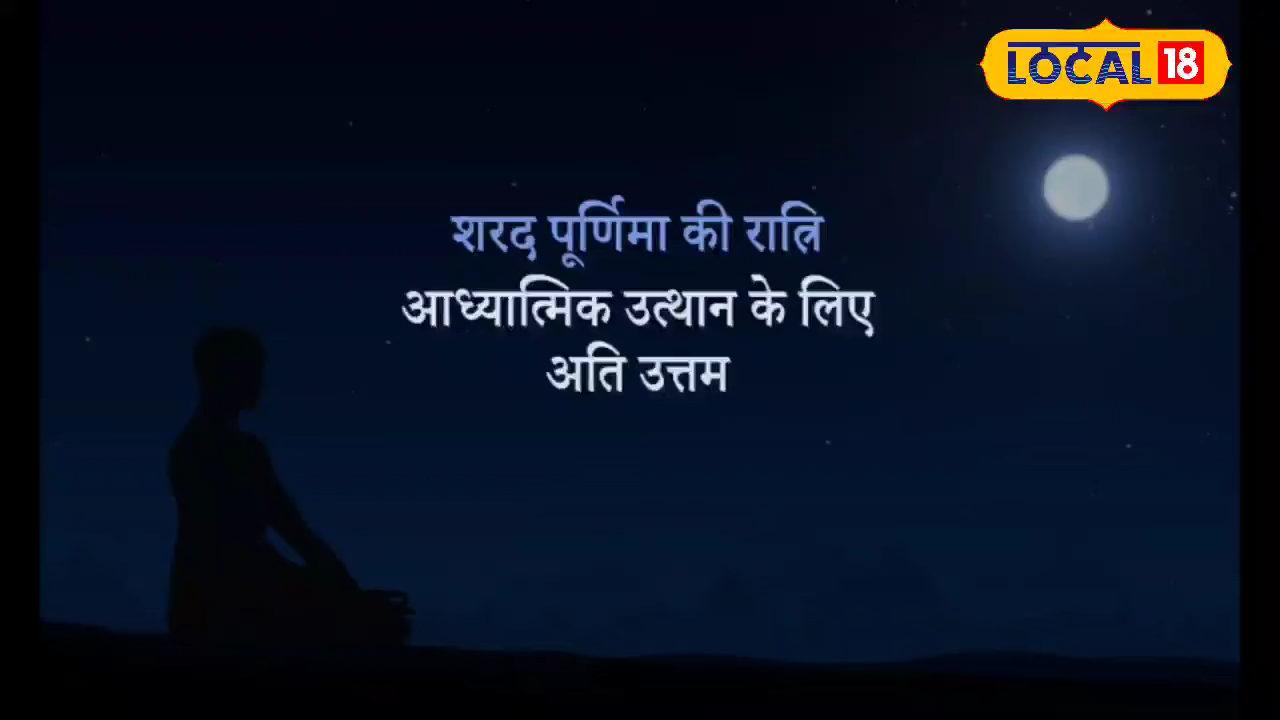 LOCAL 18
शरद पूर्णिमा की रात्रि
आध्यात्मिक उत्थान के लिए
अति उत्तम